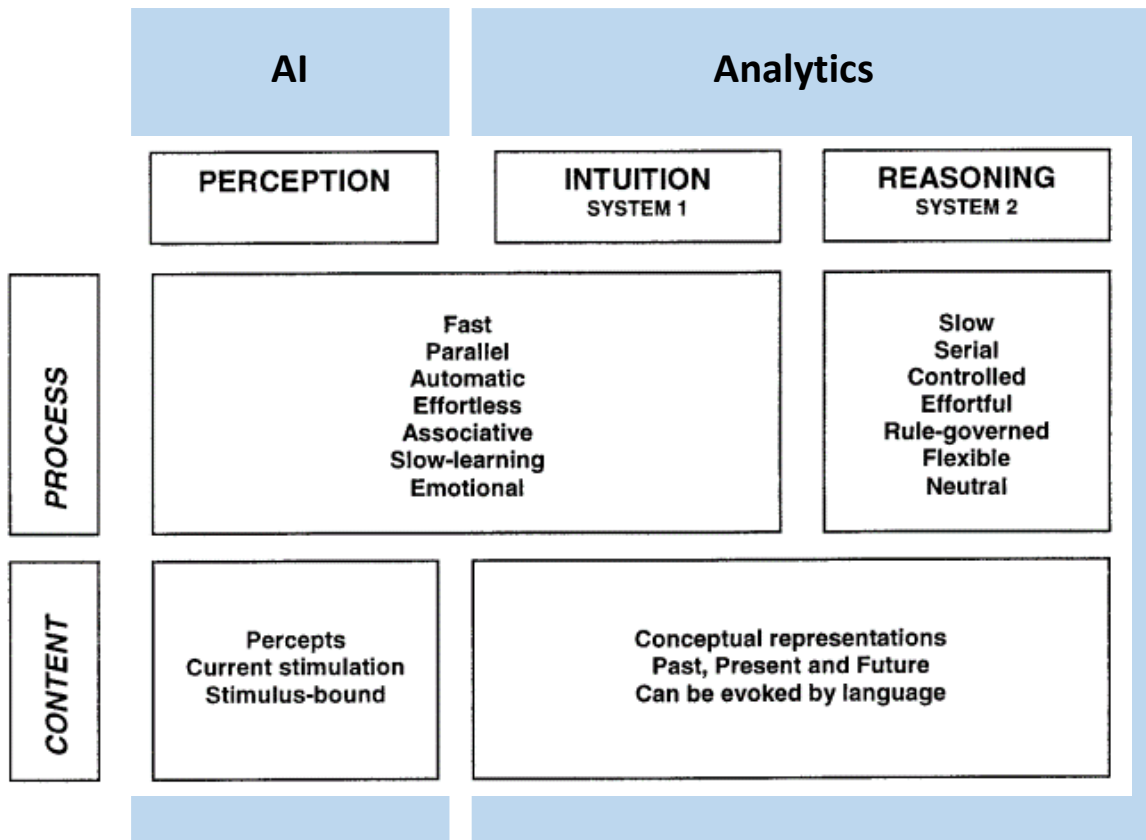 AI
Analytics
PERCEPTION
INTUITION
SYSTEM 1
REASONING
SYSTEM 2
PROCESS
Fast
Parallel
Automatic
Effortless
Associative
Slow-learning
Emotional
Slow
Serial
Controlled
Effortful
Rule-governed
Flexible
Neutral
CONTENT
Percepts
Current stimulation
Stimulus-bound
Conceptual representations
Past, Present and Future
Can be evoked by language